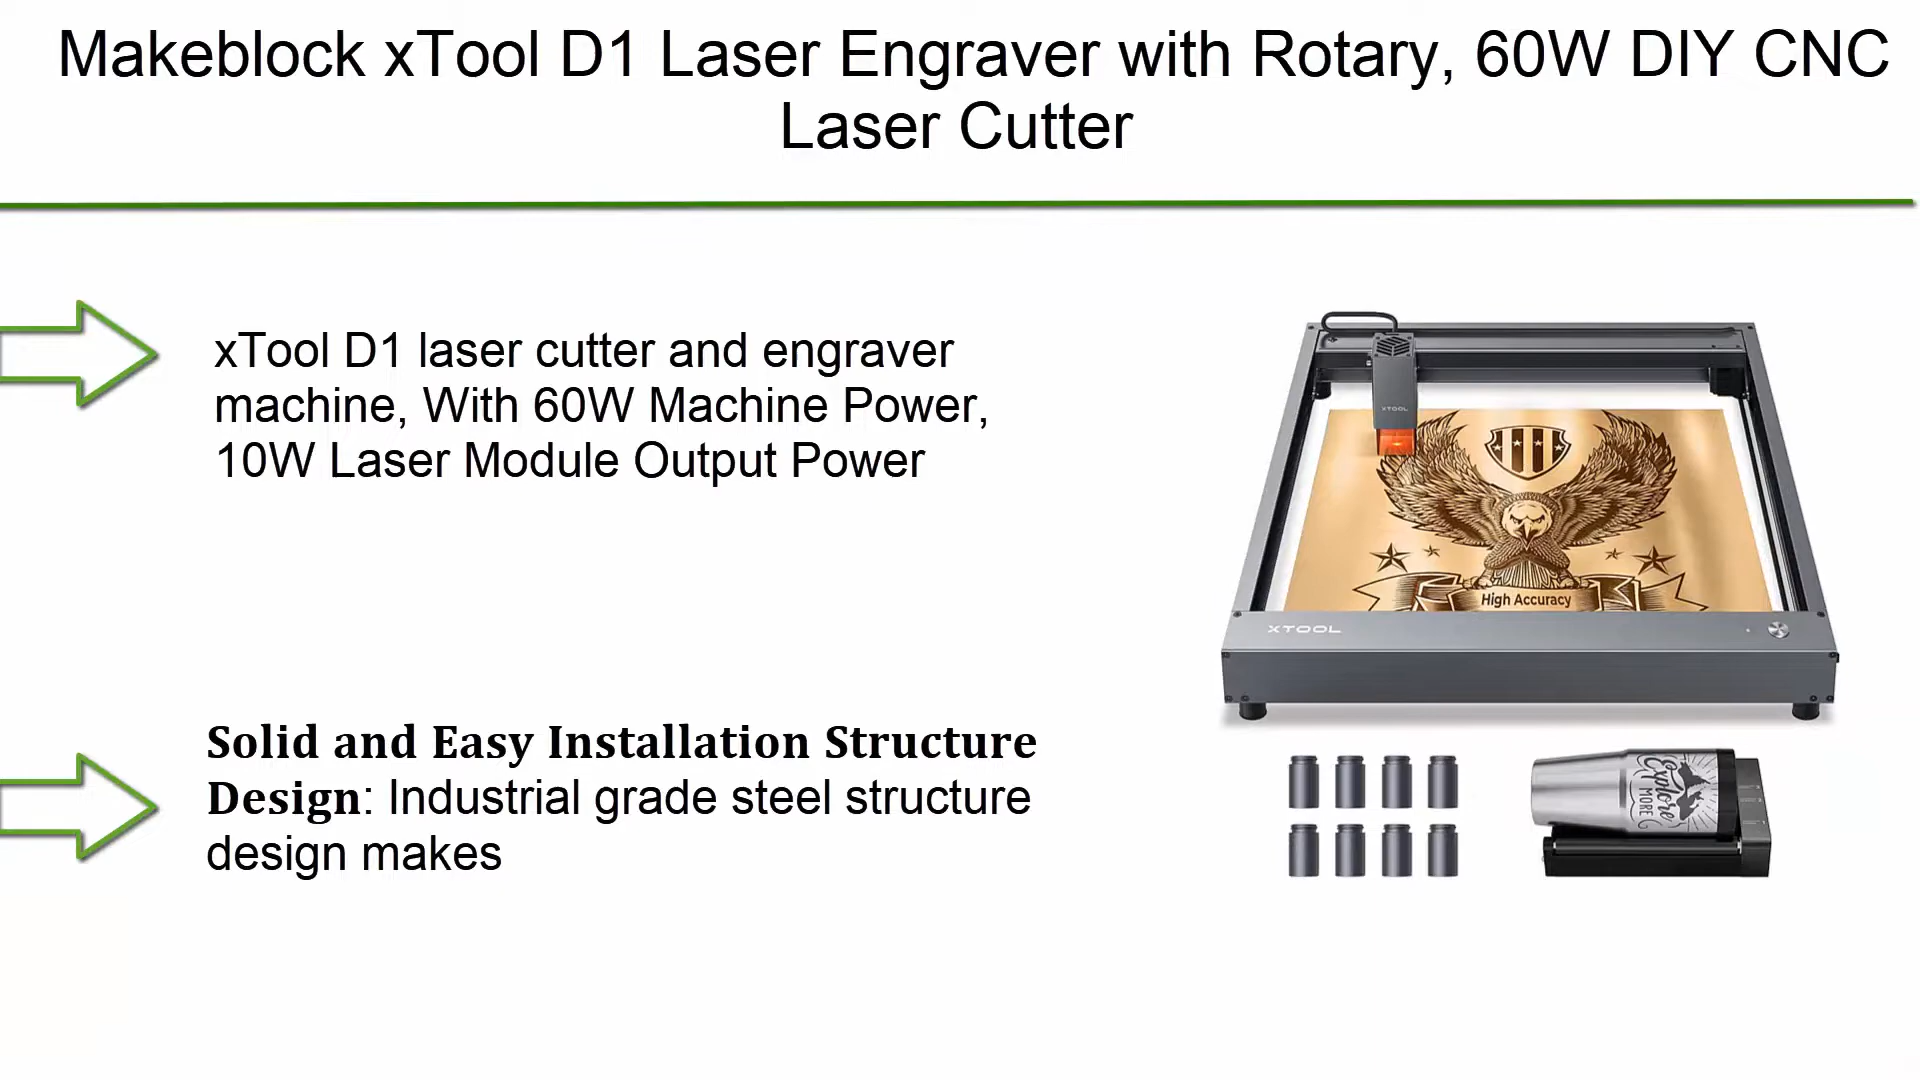 Makeblock xTool D1 Laser Engraver with Rotary, 60W DIY CNC
Laser Cutter
xTool D1 laser cutter and engraver
machine, With 60W Machine Power,
10W Laser Module Output Power
XTOOL
High Accuracy
XTOOL
Solid and Easy Installation Structure
Design: Industrial grade steel structure
design makes
Explore
MORE